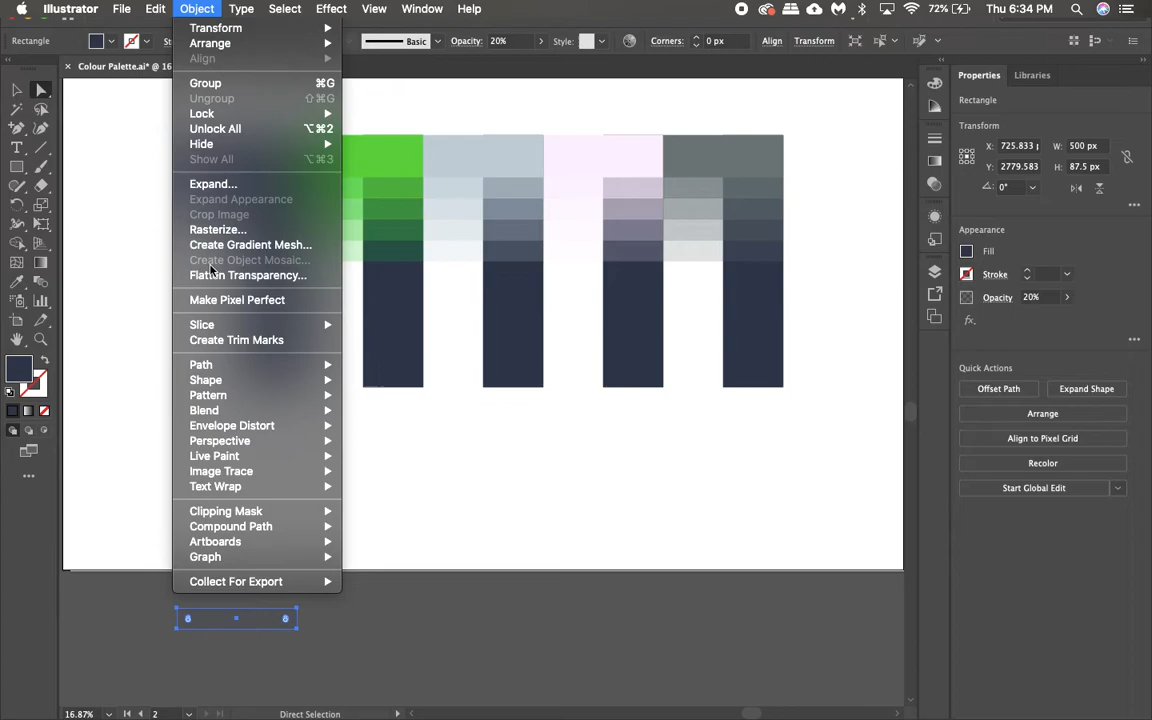 Illustrator File Edit Object Type Select Effect View Window Help 72% Thu 6:34 PM
Rectangle Basic Opacity: 20% Style: Corners: 0 px Align Transform
× Colour Palette.ai* @ 16
Transform
Arrange
Align
Group ⌘G
Ungroup ⇧⌘G
Lock
Unlock All ⌥⌘2
Hide
Show All ⌥⌘3
Expand...
Expand Appearance
Crop Image
Rasterize...
Create Gradient Mesh...
Create Object Mosaic...
Flatten Transparency...
Make Pixel Perfect
Slice
Create Trim Marks
Path
Shape
Pattern
Blend
Envelope Distort
Perspective
Live Paint
Image Trace
Text Wrap
Clipping Mask
Compound Path
Artboards
Graph
Collect For Export
Properties Libraries
Rectangle
Transform
X: 725.833 W: 500 px
Y: 2779.583 H: 87.5 px
0°
Appearance
Fill
Stroke
Opacity 20%
fx.
Quick Actions
Offset Path Expand Shape
Arrange
Align to Pixel Grid
Recolor
Start Global Edit
16.87% 2 Direct Selection